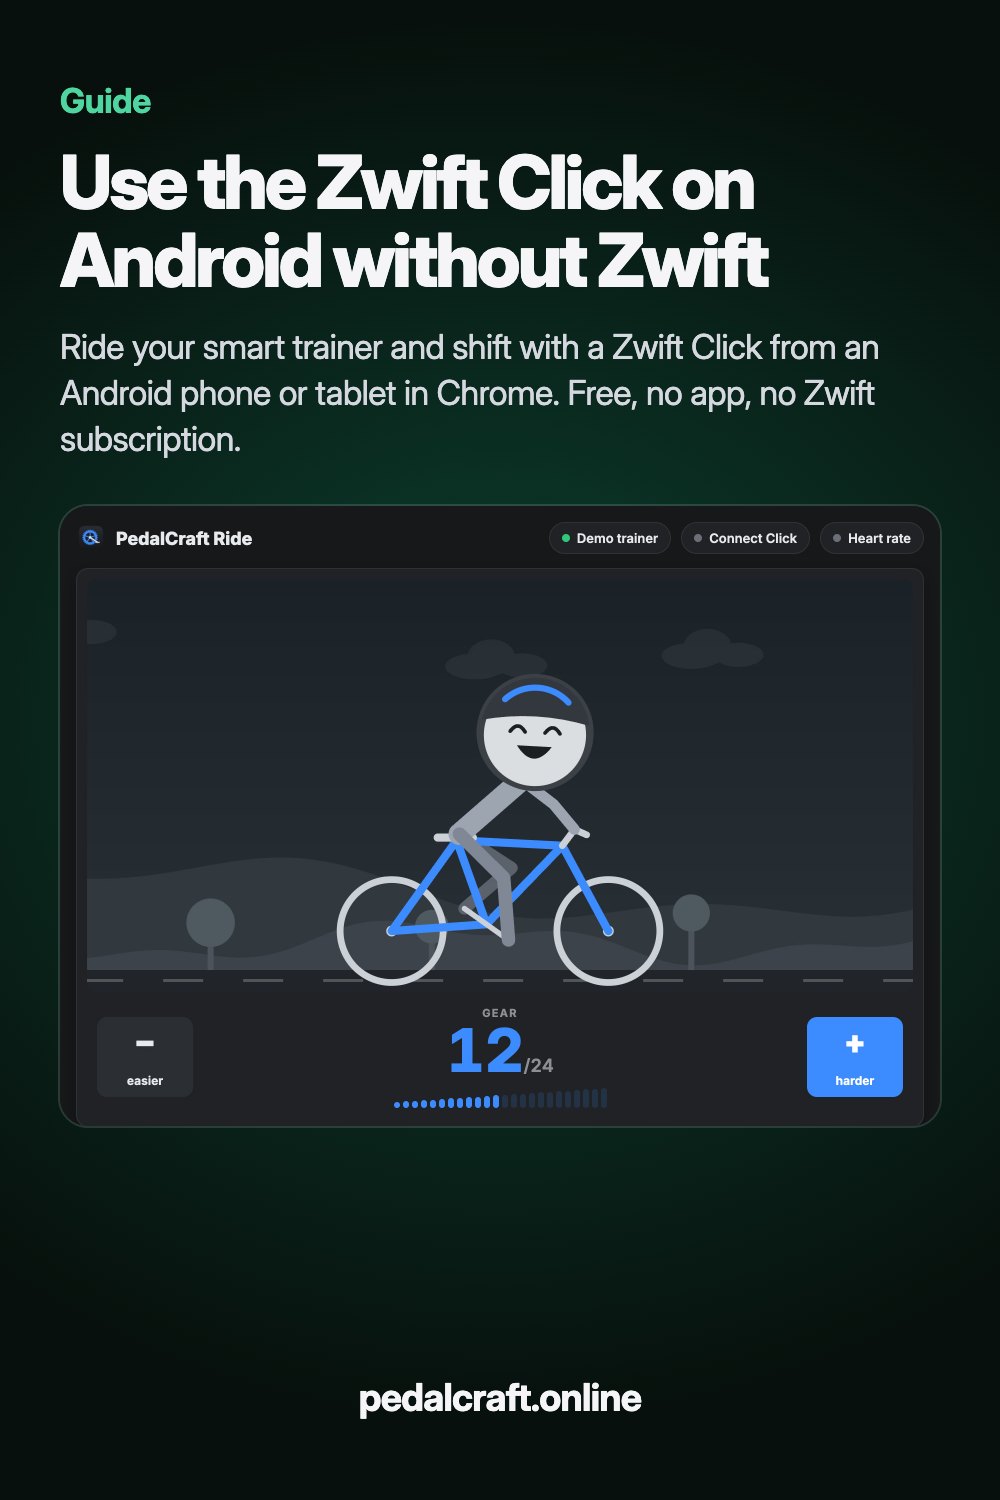 Guide
Use the Zwift Click on
Android without Zwift
Ride your smart trainer and shift with a Zwift Click from an
Android phone or tablet in Chrome. Free, no app, no Zwift
subscription.
PedalCraft Ride
Demo trainer
Connect Click
Heart rate
GEAR
12/24
−
easier
+
harder
pedalcraft.online